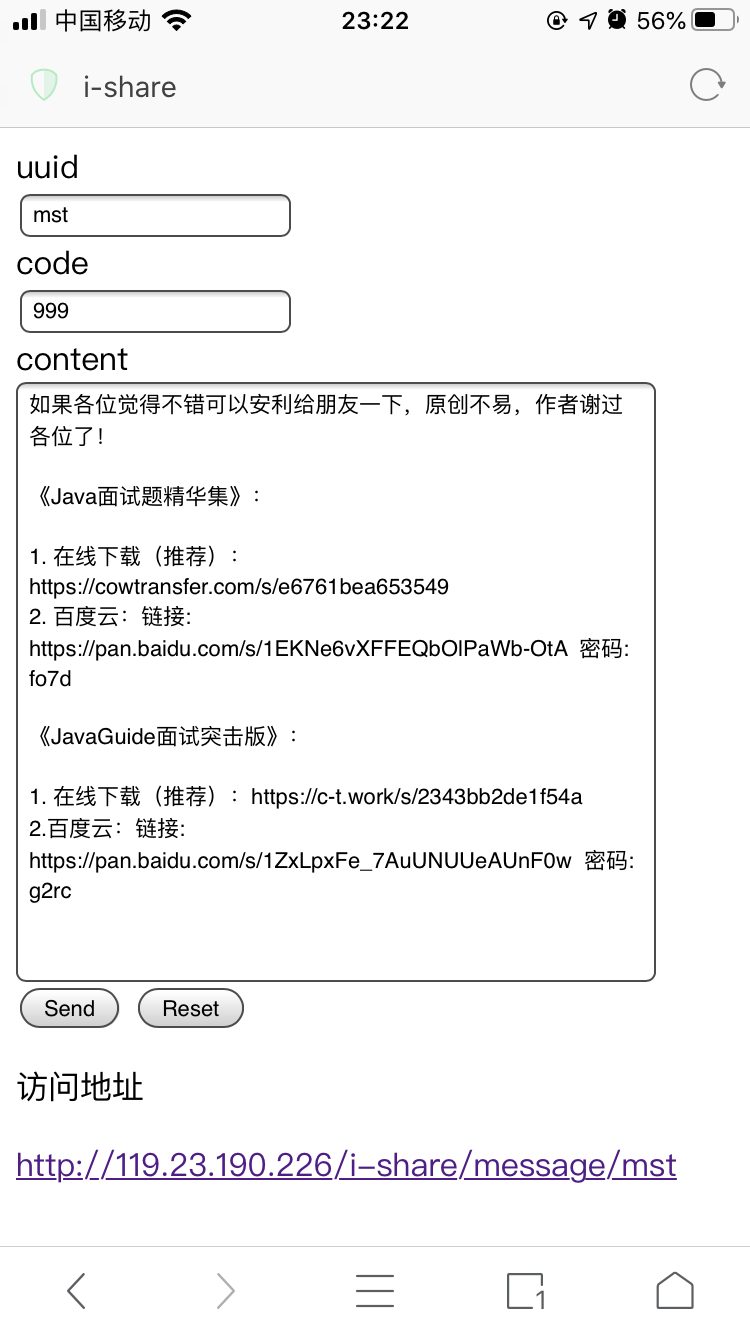 中国移动 23:22 56%
i-share
uuid
mst
code
999
content
如果各位觉得不错可以安利给朋友一下，原创不易，作者谢过
各位了！
《Java面试题精华集》：
1. 在线下载（推荐）：
https://cowtransfer.com/s/e6761bea653549
2. 百度云：链接:
https://pan.baidu.com/s/1EKNe6vXFFEQbOlPaWb-OtA 密码:
fo7d
《JavaGuide面试突击版》：
1. 在线下载（推荐）：https://c-t.work/s/2343bb2de1f54a
2.百度云：链接:
https://pan.baidu.com/s/1ZxLpxFe_7AuUNUUeAUnF0w 密码:
g2rc
Send Reset
访问地址
http://119.23.190.226/i-share/message/mst
1